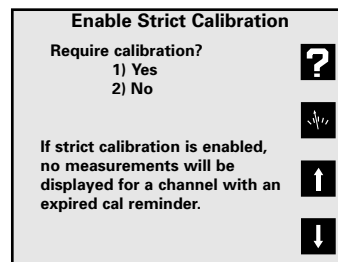 Enable Strict Calibration
Require calibration?
1) Yes
2) No
If strict calibration is enabled,
no measurements will be
displayed for a channel with an
expired cal reminder.
?